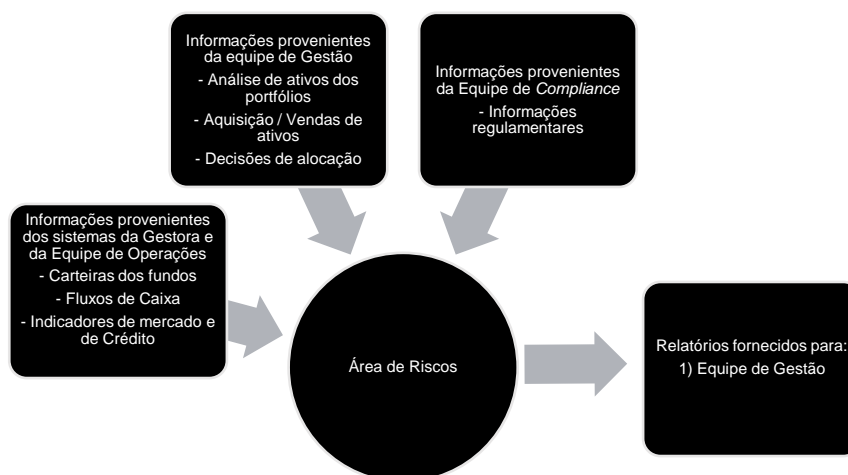 Informações provenientes
da equipe de Gestão
- Análise de ativos dos
portfólios
- Aquisição / Vendas de
ativos
- Decisões de alocação
Informações provenientes
da Equipe de Compliance
- Informações
regulamentares
Informações provenientes
dos sistemas da Gestora e
da Equipe de Operações
- Carteiras dos fundos
- Fluxos de Caixa
- Indicadores de mercado e
de Crédito
Área de Riscos
Relatórios fornecidos para:
1) Equipe de Gestão